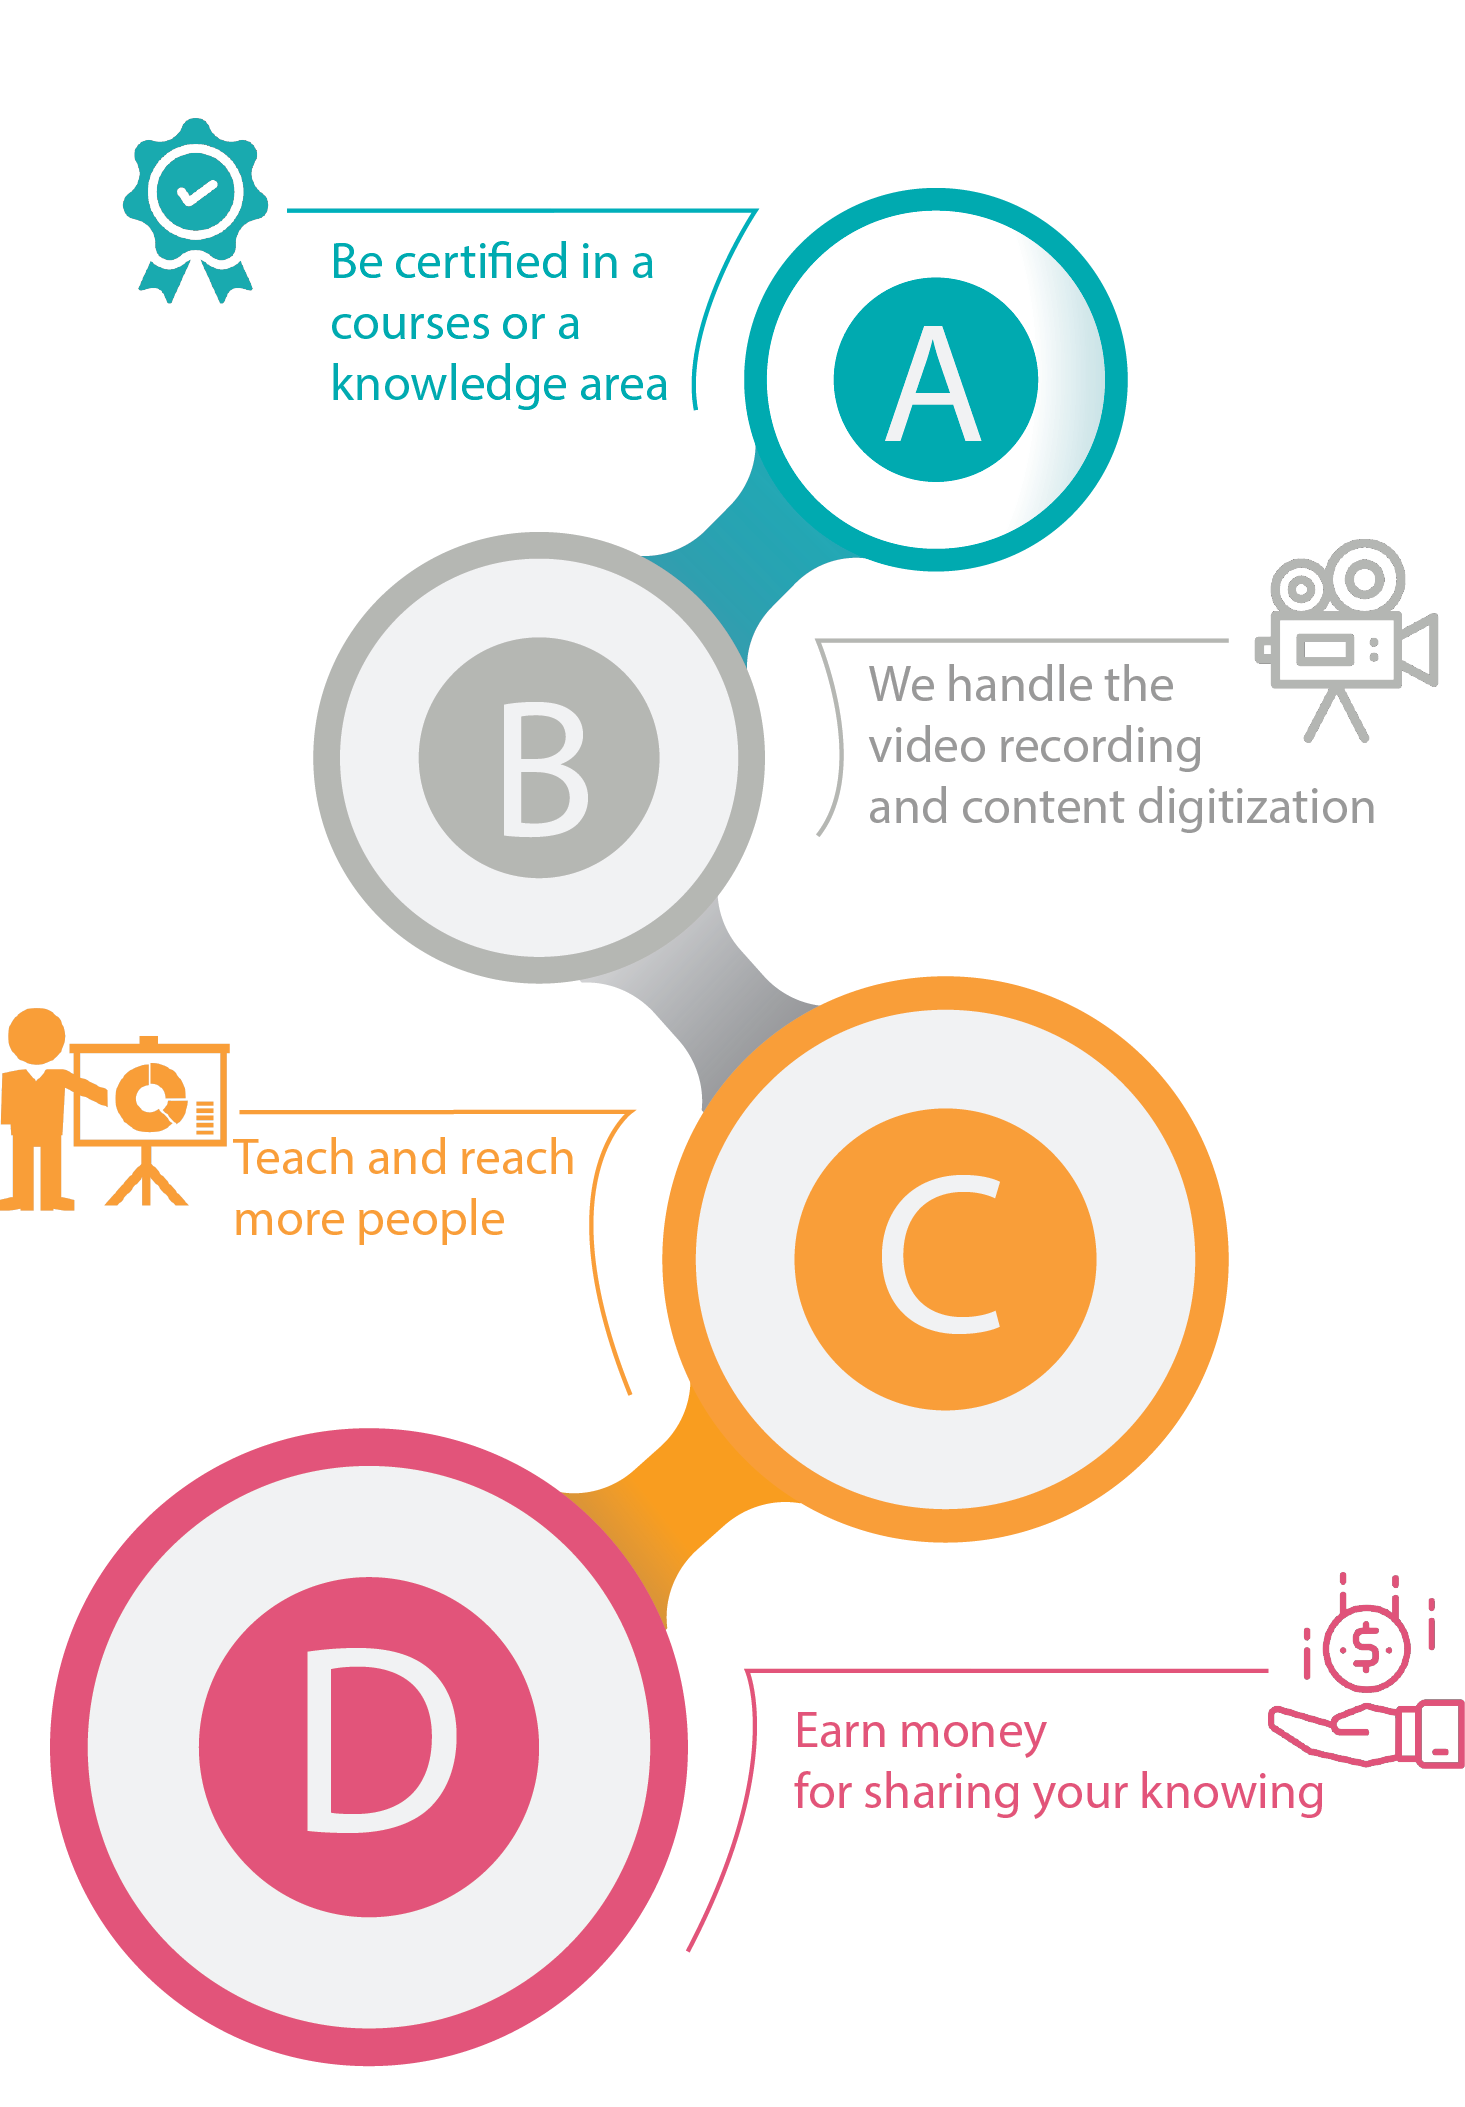 Be certified in a
courses or a
knowledge area
A
B
We handle the
video recording
and content digitization
Teach and reach
more people
C
D
$
Earn money
for sharing your knowing